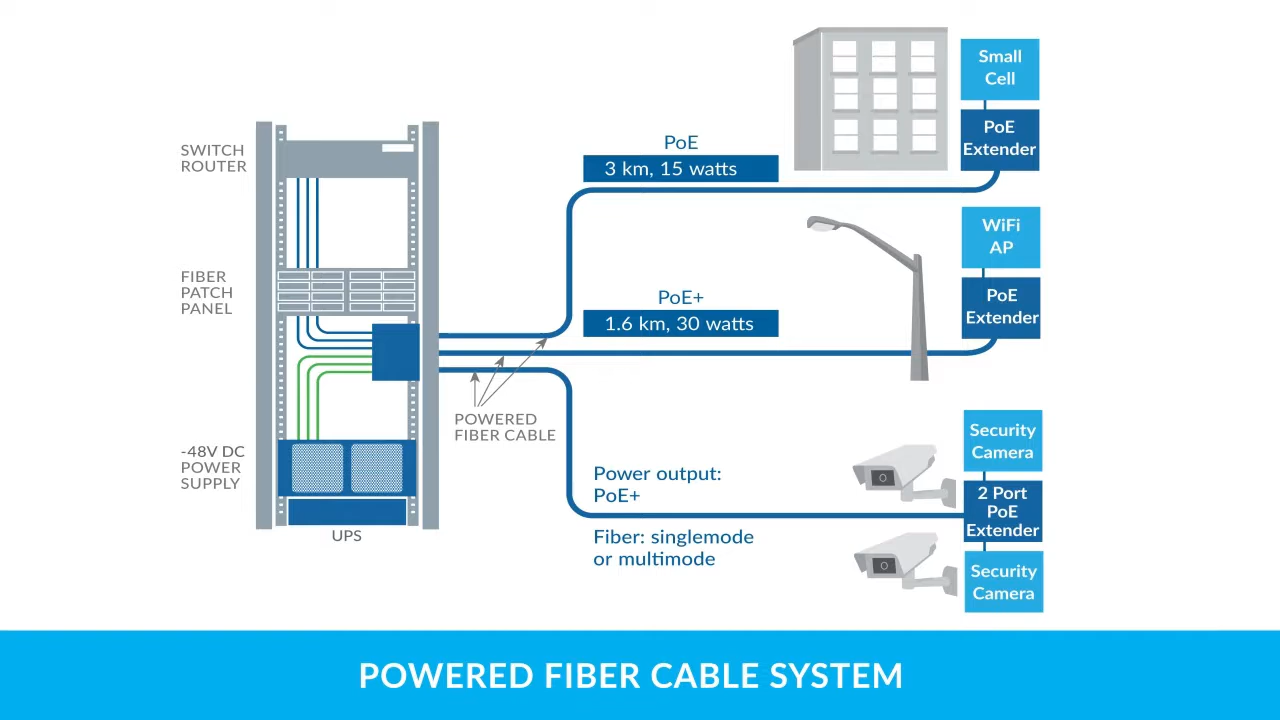 SWITCH
ROUTER
FIBER
PATCH
PANEL
-48V DC
POWER
SUPPLY
UPS
POWERED
FIBER CABLE
PoE
3 km, 15 watts
PoE+
1.6 km, 30 watts
Power output:
PoE+
Fiber: singlemode
or multimode
Small
Cell
PoE
Extender
WiFi
AP
PoE
Extender
Security
Camera
2 Port
PoE
Extender
Security
Camera
POWERED FIBER CABLE SYSTEM